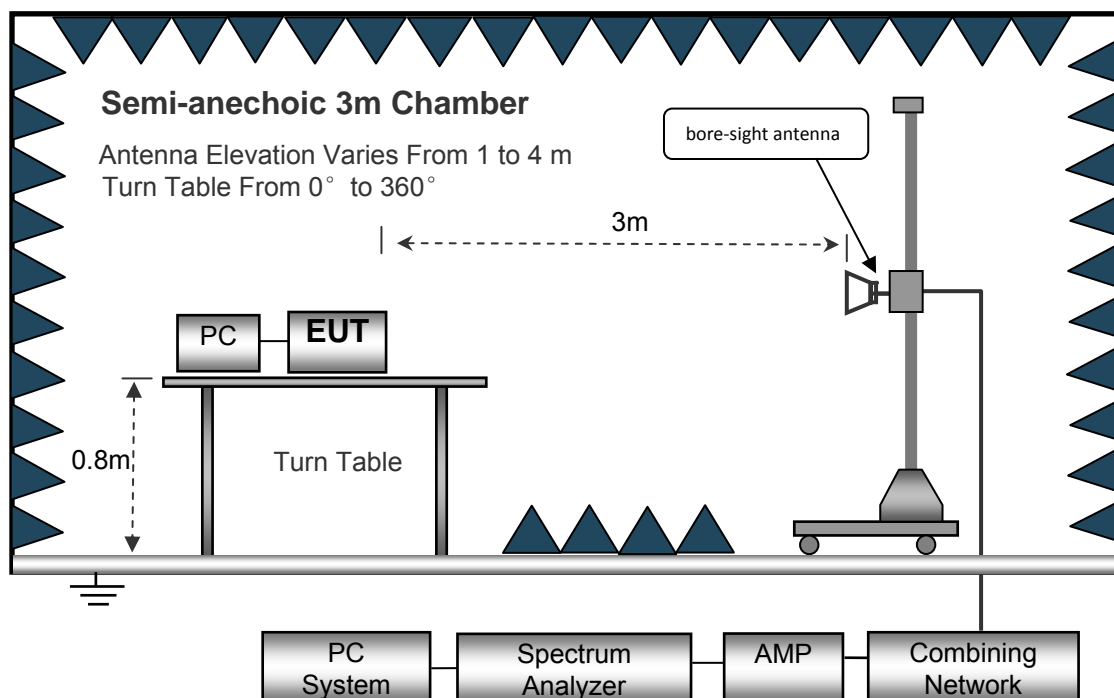 Semi-anechoic 3m Chamber
Antenna Elevation Varies From 1 to 4 m
Turn Table From 0° to 360°
bore-sight antenna
3m
PC
EUT
0.8m
Turn Table
PC
System
Spectrum
Analyzer
AMP
Combining
Network